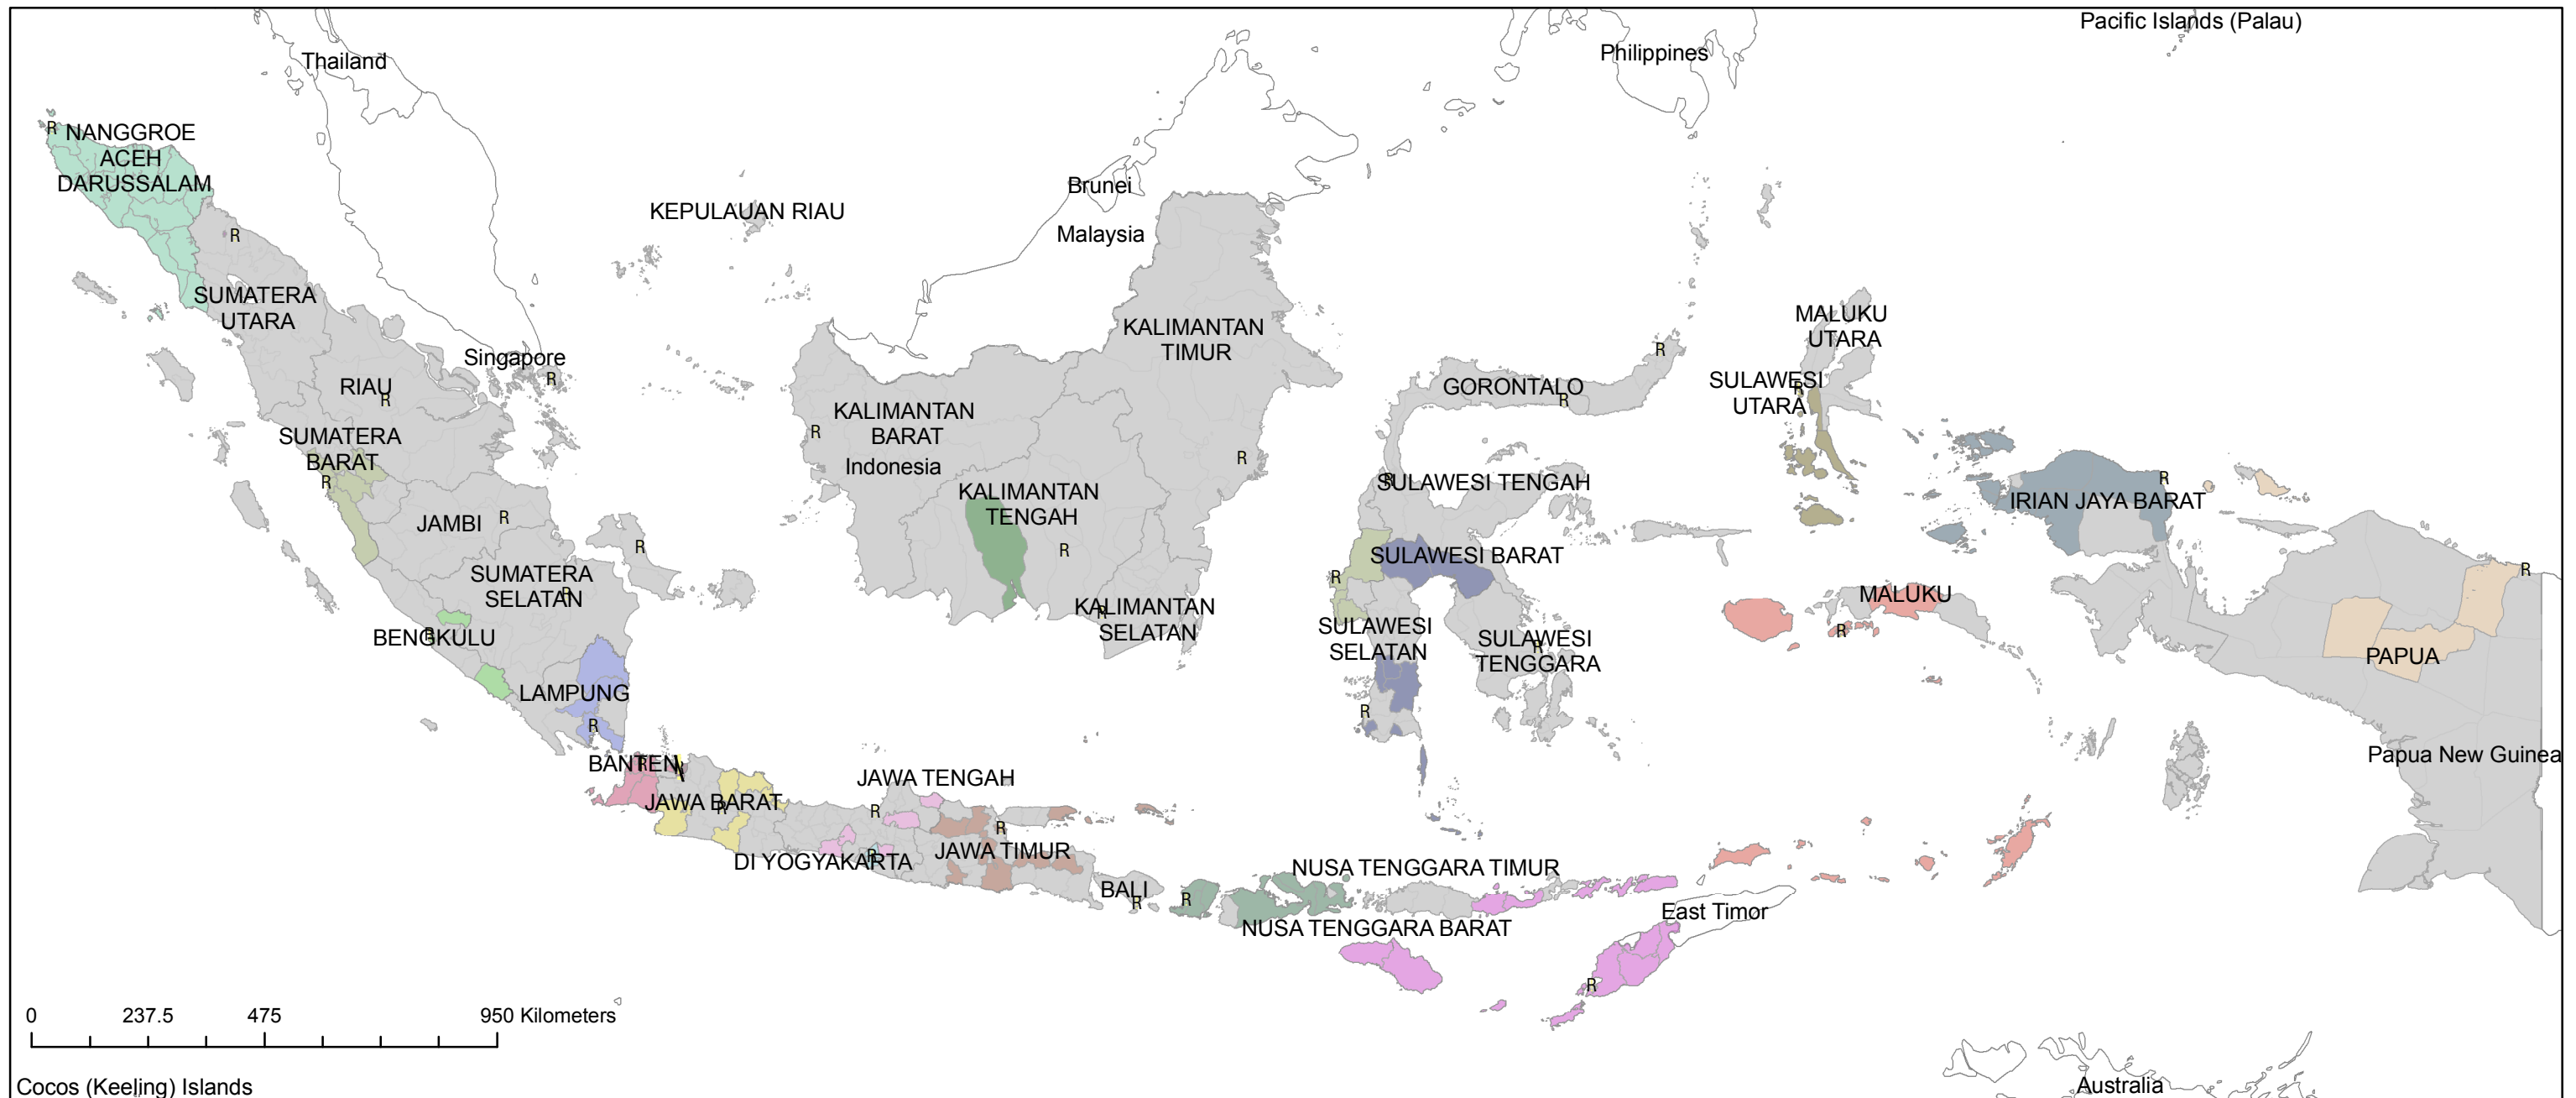 Pacific Islands (Palau)
Thailand
Philippines
R
NANGGROE
ACEH
DARUSSALAM
Brunei
KEPULAUAN RIAU
Malaysia
R
SUMATERA
UTARA
MALUKU
UTARA
KALIMANTAN
TIMUR
R
Singapore
R
RIAU
R
GORONTALO
R
SULAWESI
UTARA
R
KALIMANTAN
BARAT
R
SUMATERA
BARAT
R
R
Indonesia
SULAWESI TENGAH
R
R
IRIAN JAYA BARAT
KALIMANTAN
TENGAH
JAMBI
R
R
R
SULAWESI BARAT
R
R
SUMATERA
SELATAN
R
MALUKU
R
KALIMANTAN
SELATAN
R
BENGKULU
R
SULAWESI
SELATAN
SULAWESI
TENGGARA
R
PAPUA
LAMPUNG
R
R
Papua New Guinea
BANTEN
R
R
JAWA TENGAH
JAWA BARAT
R
R
R
DI YOGYAKARTA
R
JAWA TIMUR
NUSA TENGGARA TIMUR
BALI
R
R
East Timor
NUSA TENGGARA BARAT
R
0
237.5
475
950 Kilometers
Cocos (Keeling) Islands
Australia